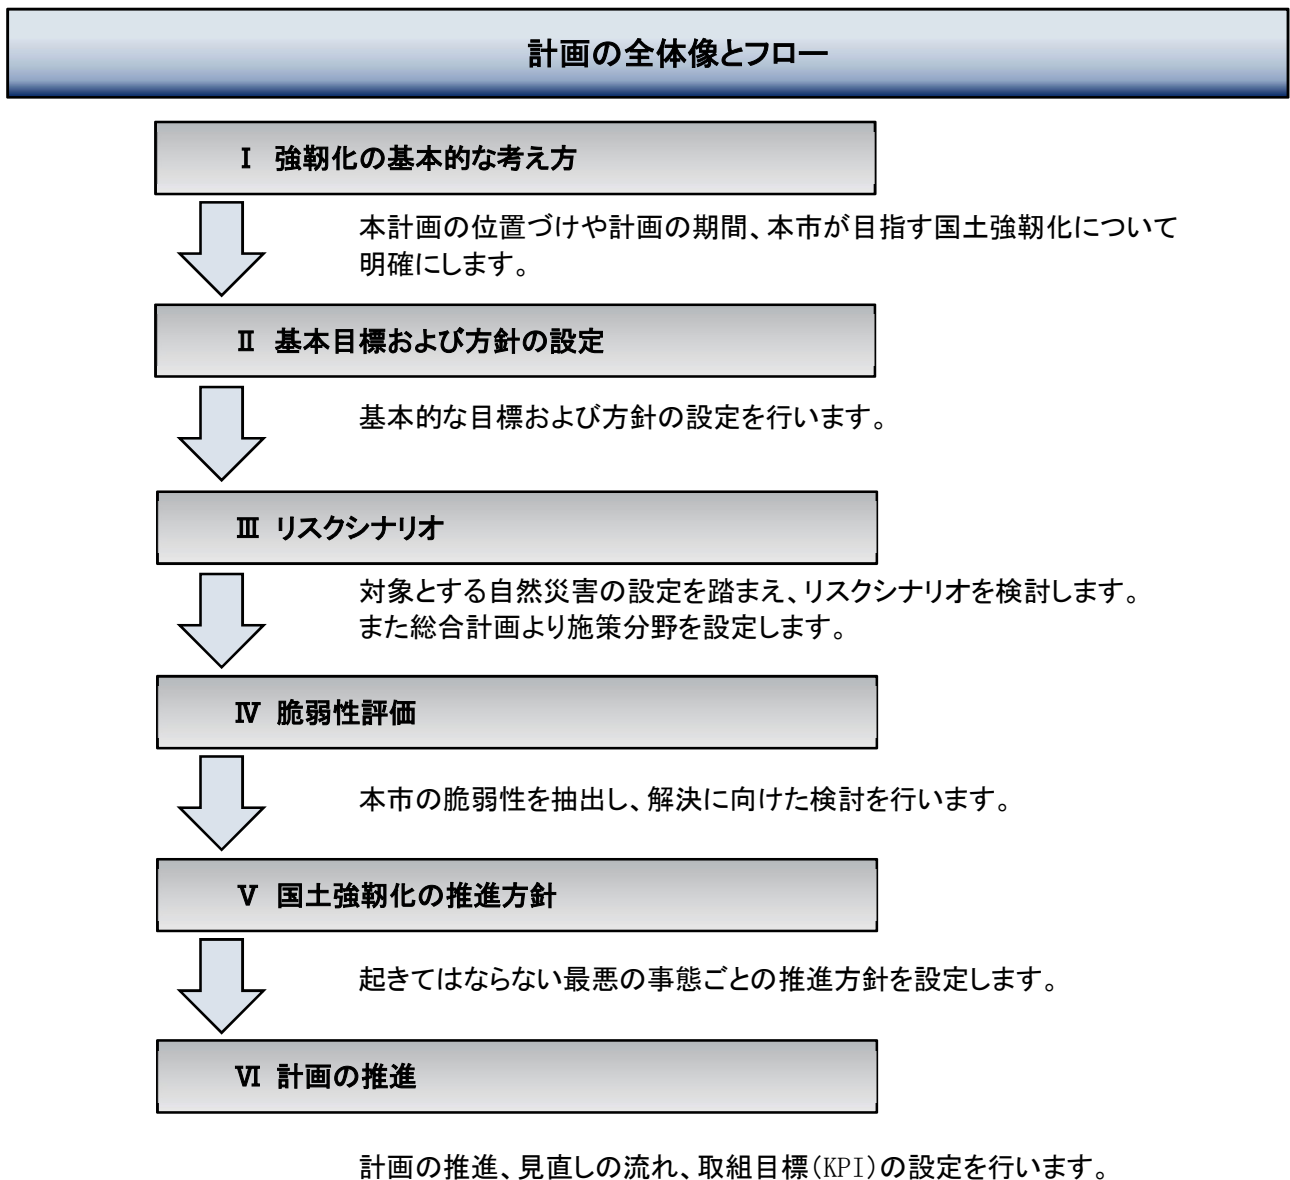 計画の全体像とフロー
Ⅰ 強靱化の基本的な考え方
本計画の位置づけや計画の期間、本市が目指す国土強靱化について
明確にします。
Ⅱ 基本目標および方針の設定
基本的な目標および方針の設定を行います。
Ⅲ リスクシナリオ
対象とする自然災害の設定を踏まえ、リスクシナリオを検討します。
また総合計画より施策分野を設定します。
Ⅳ 脆弱性評価
本市の脆弱性を抽出し、解決に向けた検討を行います。
Ⅴ 国土強靱化の推進方針
起きてはならない最悪の事態ごとの推進方針を設定します。
Ⅵ 計画の推進
計画の推進、見直しの流れ、取組目標（KPI）の設定を行います。